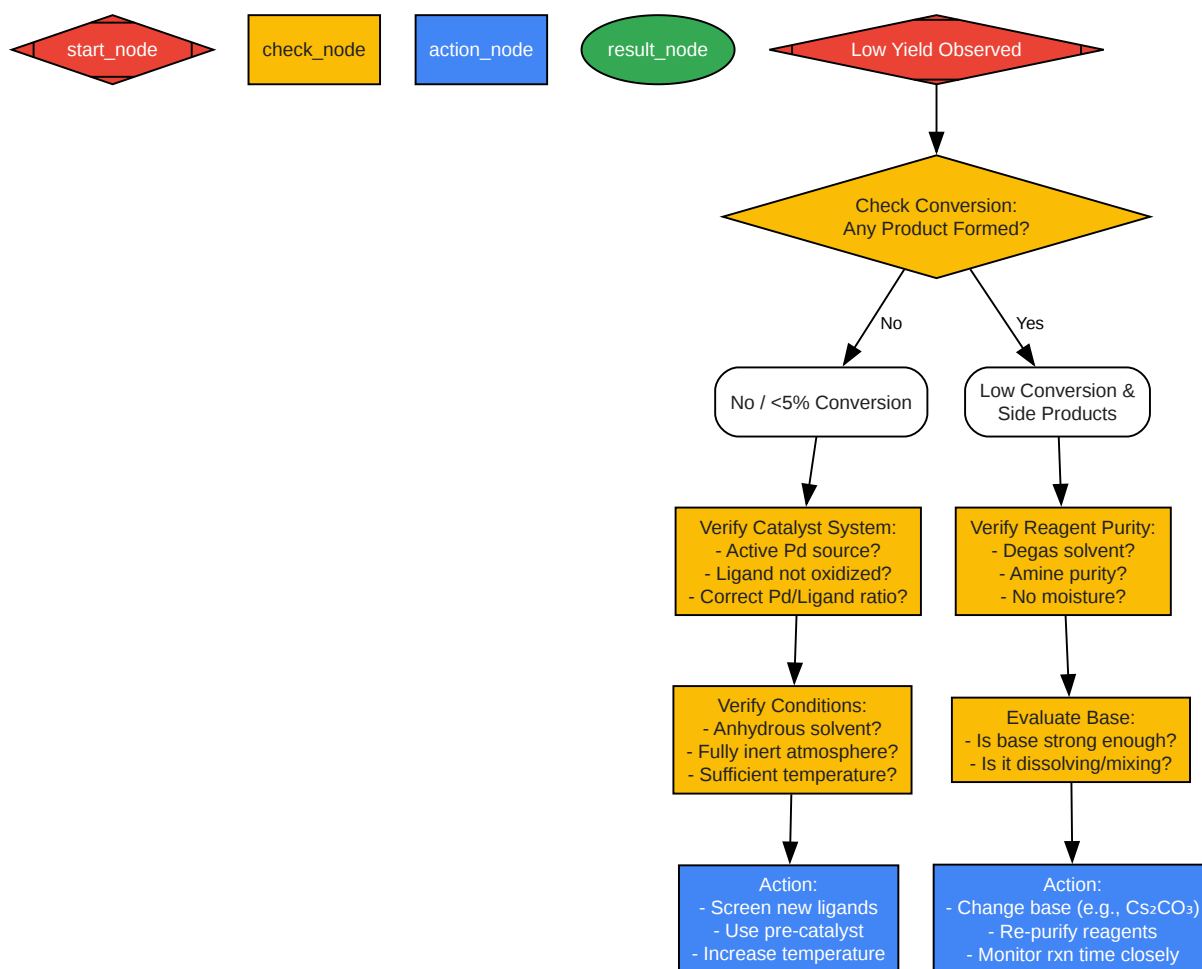 start_node
check_node
action_node
result_node
Low Yield Observed
Check Conversion:
Any Product Formed?
No
Yes
No / <5% Conversion
Low Conversion &
Side Products
Verify Catalyst System:
- Active Pd source?
- Ligand not oxidized?
- Correct Pd/Ligand ratio?
Verify Reagent Purity:
- Degas solvent?
- Amine purity?
- No moisture?
Verify Conditions:
- Anhydrous solvent?
- Fully inert atmosphere?
- Sufficient temperature?
Evaluate Base:
- Is base strong enough?
- Is it dissolving/mixing?
Action:
- Screen new ligands
- Use pre-catalyst
- Increase temperature
Action:
- Change base (e.g., Cs₂CO₃)
- Re-purify reagents
- Monitor rxn time closely